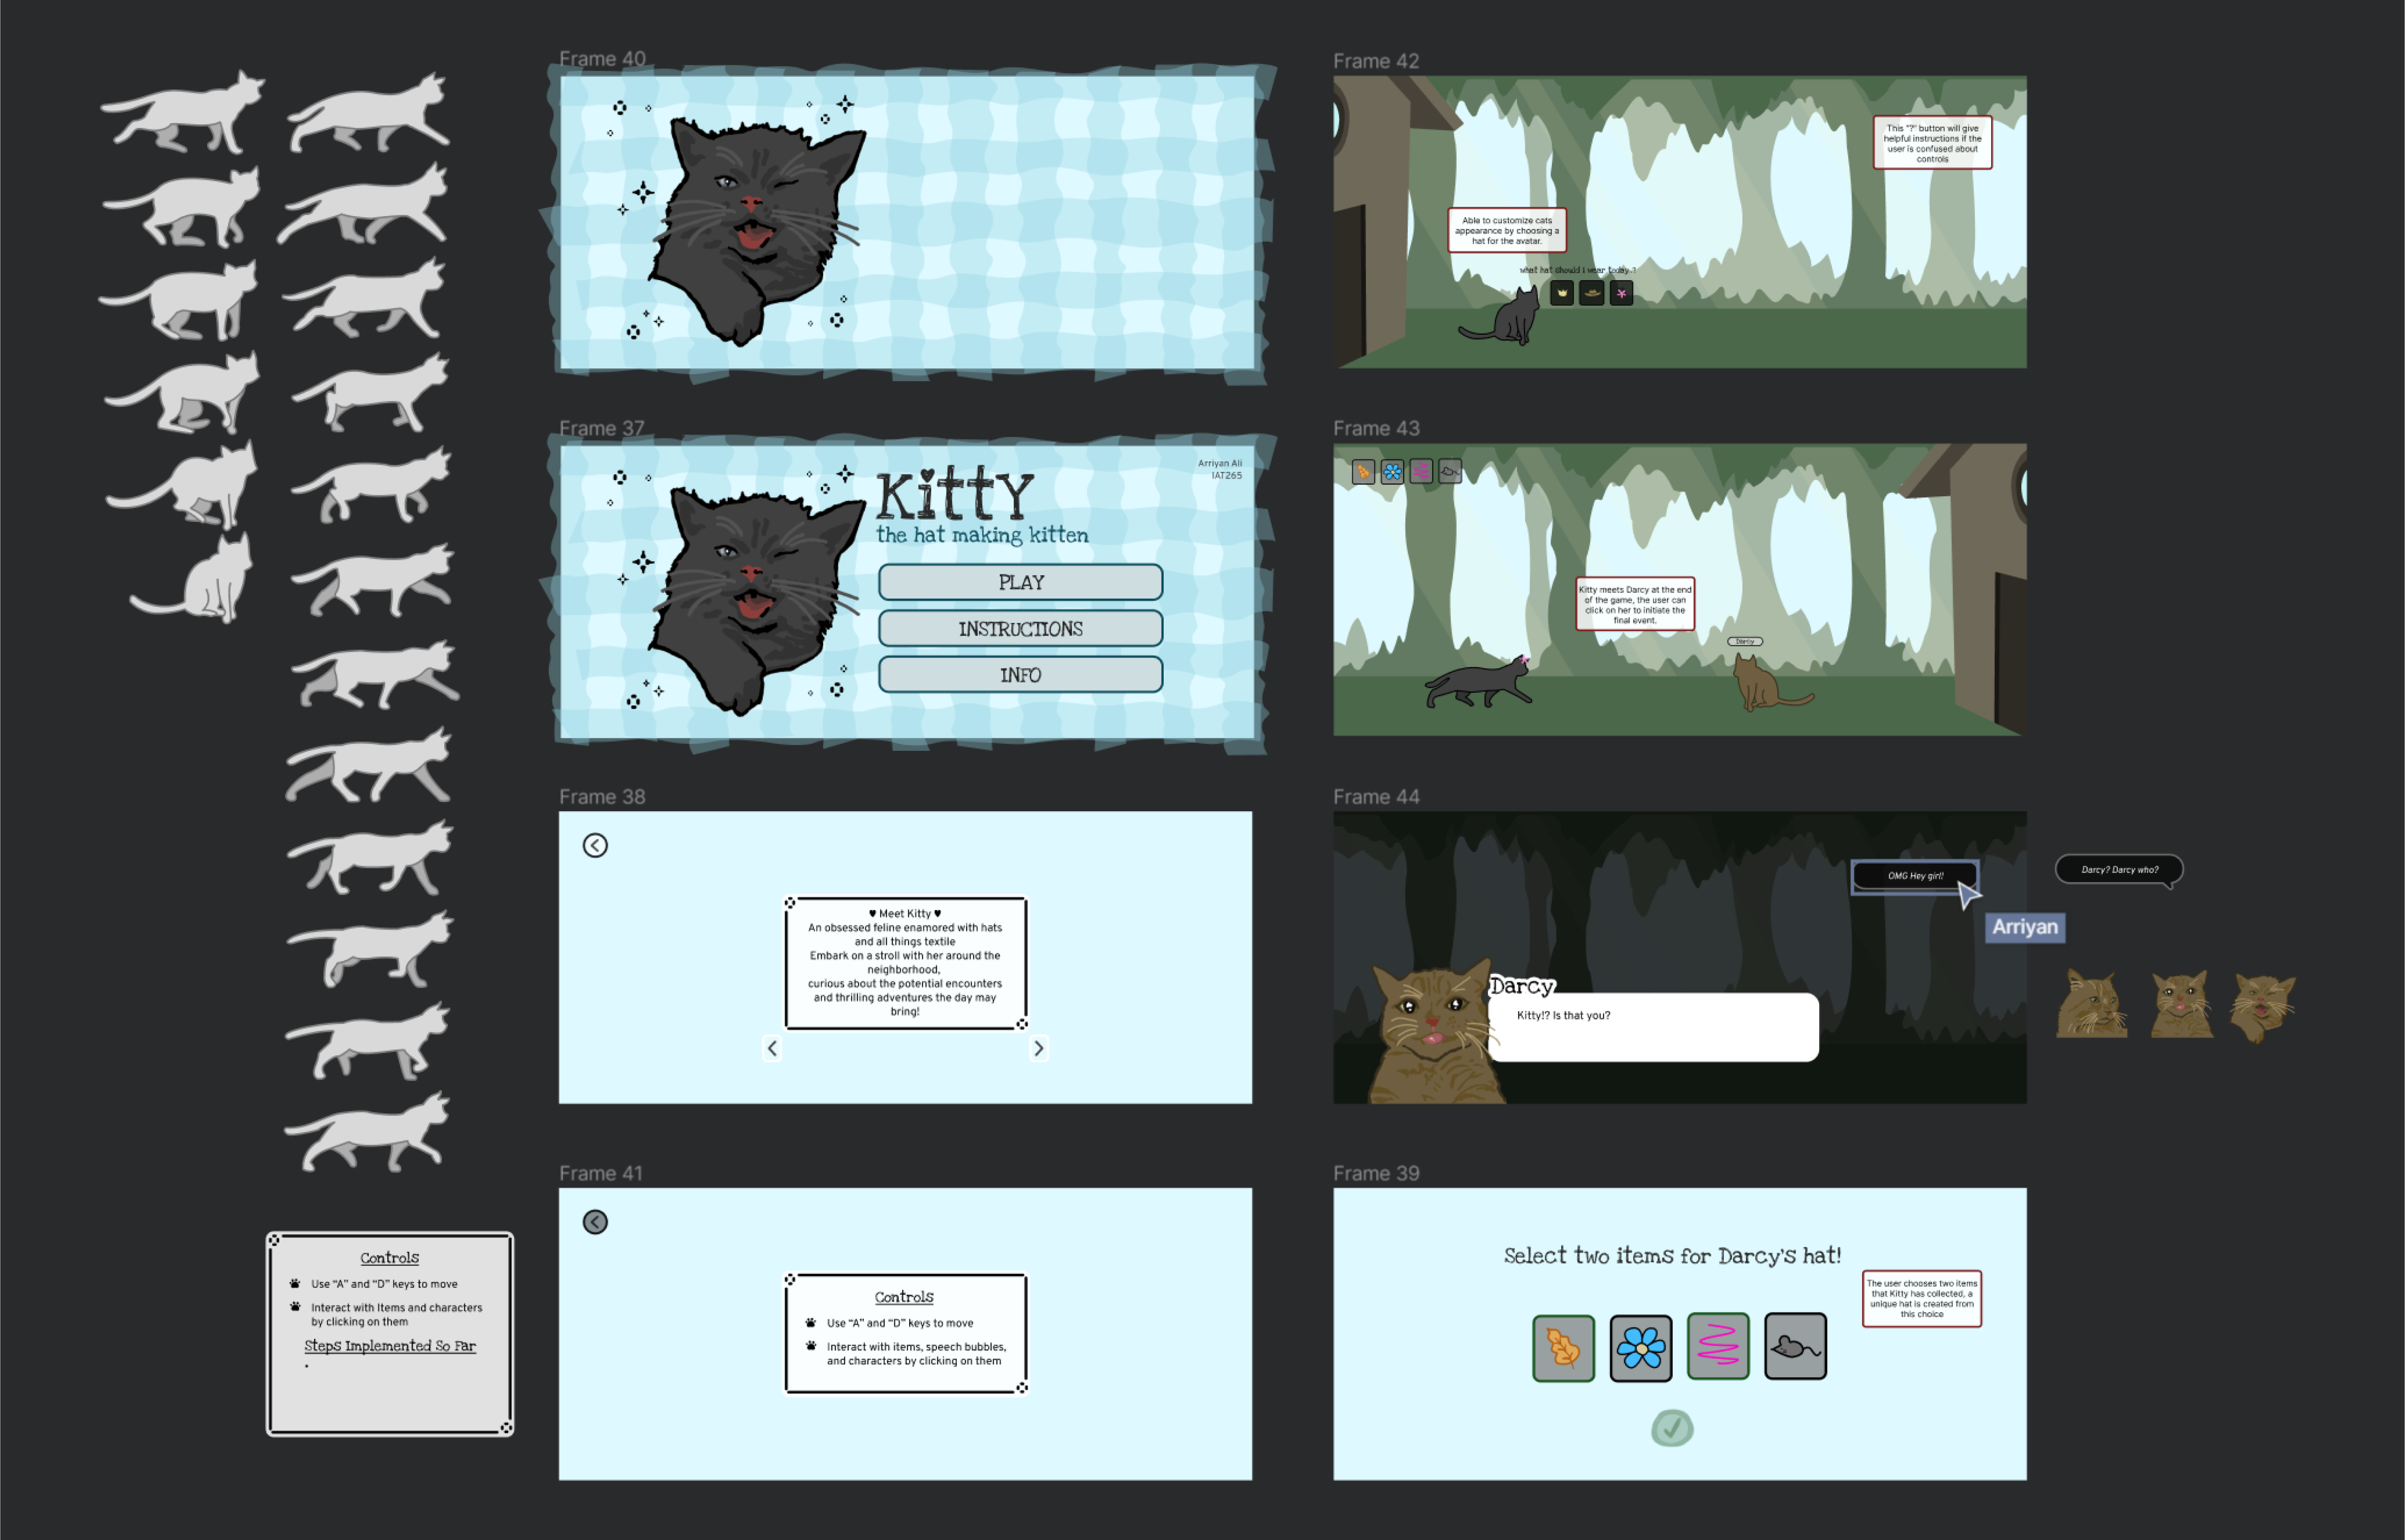 Frame 40
Frame 42
This "?" button will give
helpful instructions if the
user is confused about
controls
Able to customize cats
appearance by choosing a
hat for the avatar.
what hat should I wear today?
Frame 37
Arriyan Ali
IAT265
Kitty
the hat making kitten
PLAY
INSTRUCTIONS
INFO
Frame 43
Kitty meets Darcy at the end
of the game, the user can
click on her to initiate the
final event.
Darcy
Frame 38
♥ Meet Kitty ♥
An obsessed feline enamored with hats
and all things textile
Embark on a stroll with her around the
neighborhood,
curious about the potential encounters
and thrilling adventures the day may
bring!
Frame 44
OMG Hey girl!
Arriyan
Darcy? Darcy who?
Darcy
Kitty!? Is that you?
Controls
Use “A” and “D” keys to move
Interact with Items and characters
by clicking on them
Steps Implemented So Far
Frame 41
Controls
Use “A” and “D” keys to move
Interact with items, speech bubbles,
and characters by clicking on them
Frame 39
Select two items for Darcy's hat!
The user chooses two items
that Kitty has collected, a
unique hat is created from
this choice